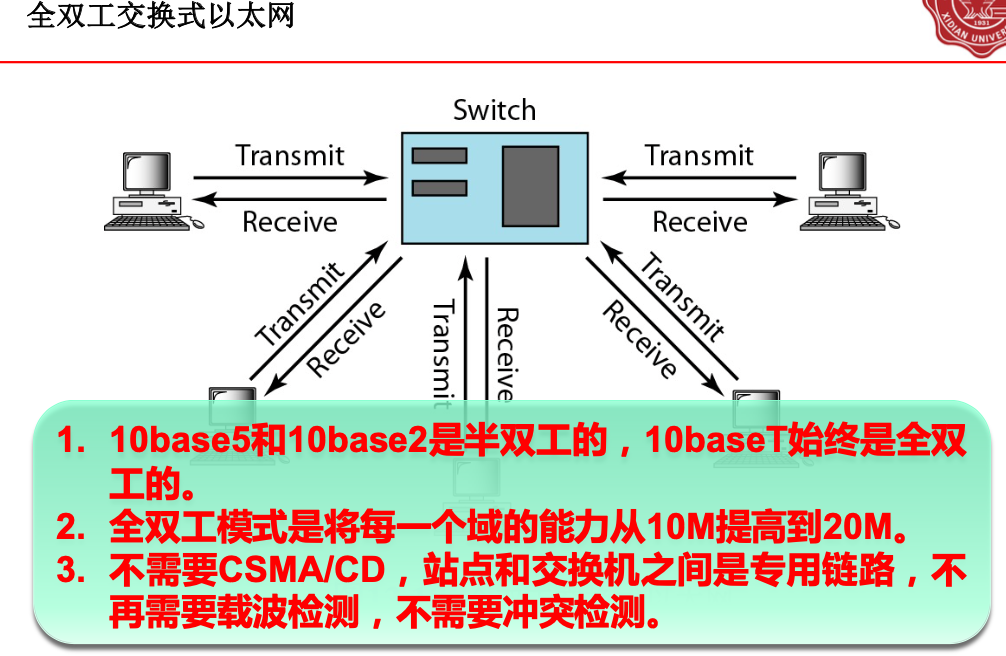 全双工交换式以太网
1931
XIDIAN UNIVER
Switch
Transmit
Transmit
Receive
Receive
Transmit
Receive
Transmit
Receive
Transmit
Receive
1. 10base5和10base2是半双工的，10baseT始终是全双
工的。
2. 全双工模式是将每一个域的能力从10M提高到20M。
3. 不需要CSMA/CD，站点和交换机之间是专用链路，不
再需要载波检测，不需要冲突检测。